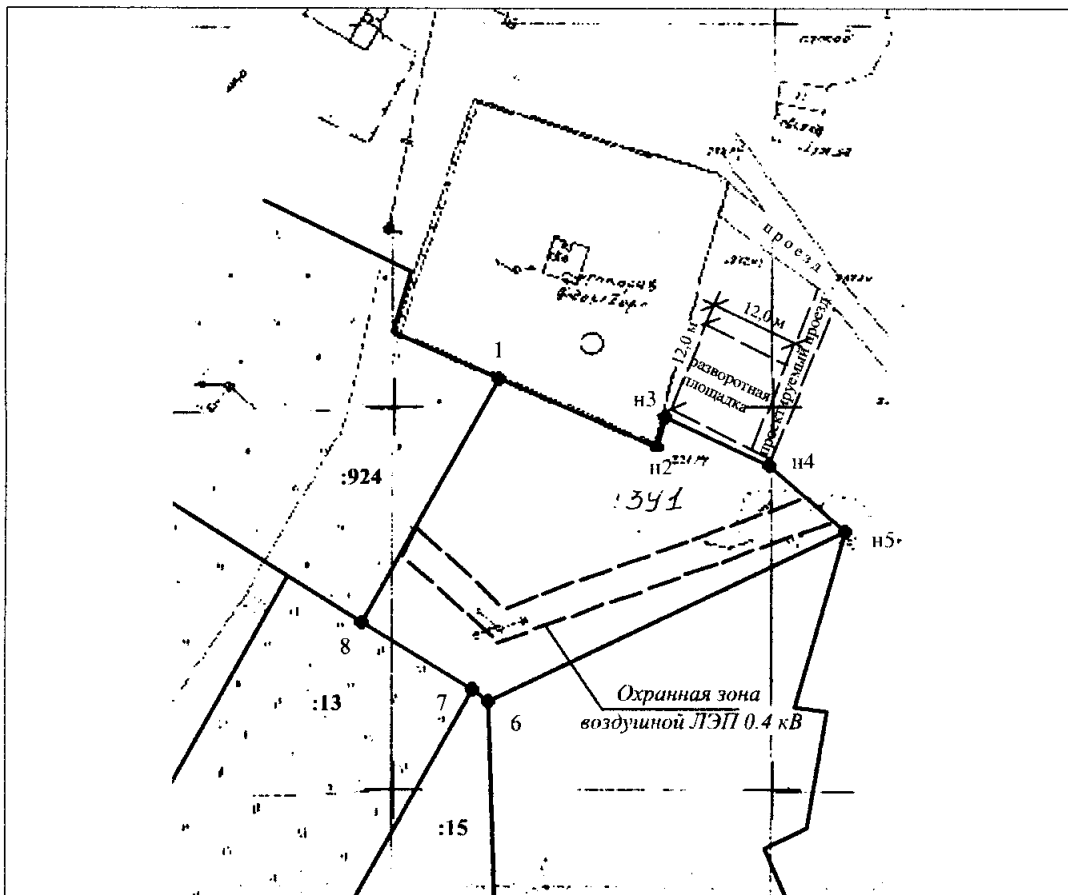 проезд
12,0 м
12,0 м
проектируемый проезд
разворотная
площадка
1
н3
н2
н4
:924
:ЗУ1
н5
8
7
6
:13
:15
Охранная зона
воздушной ЛЭП 0.4 кВ